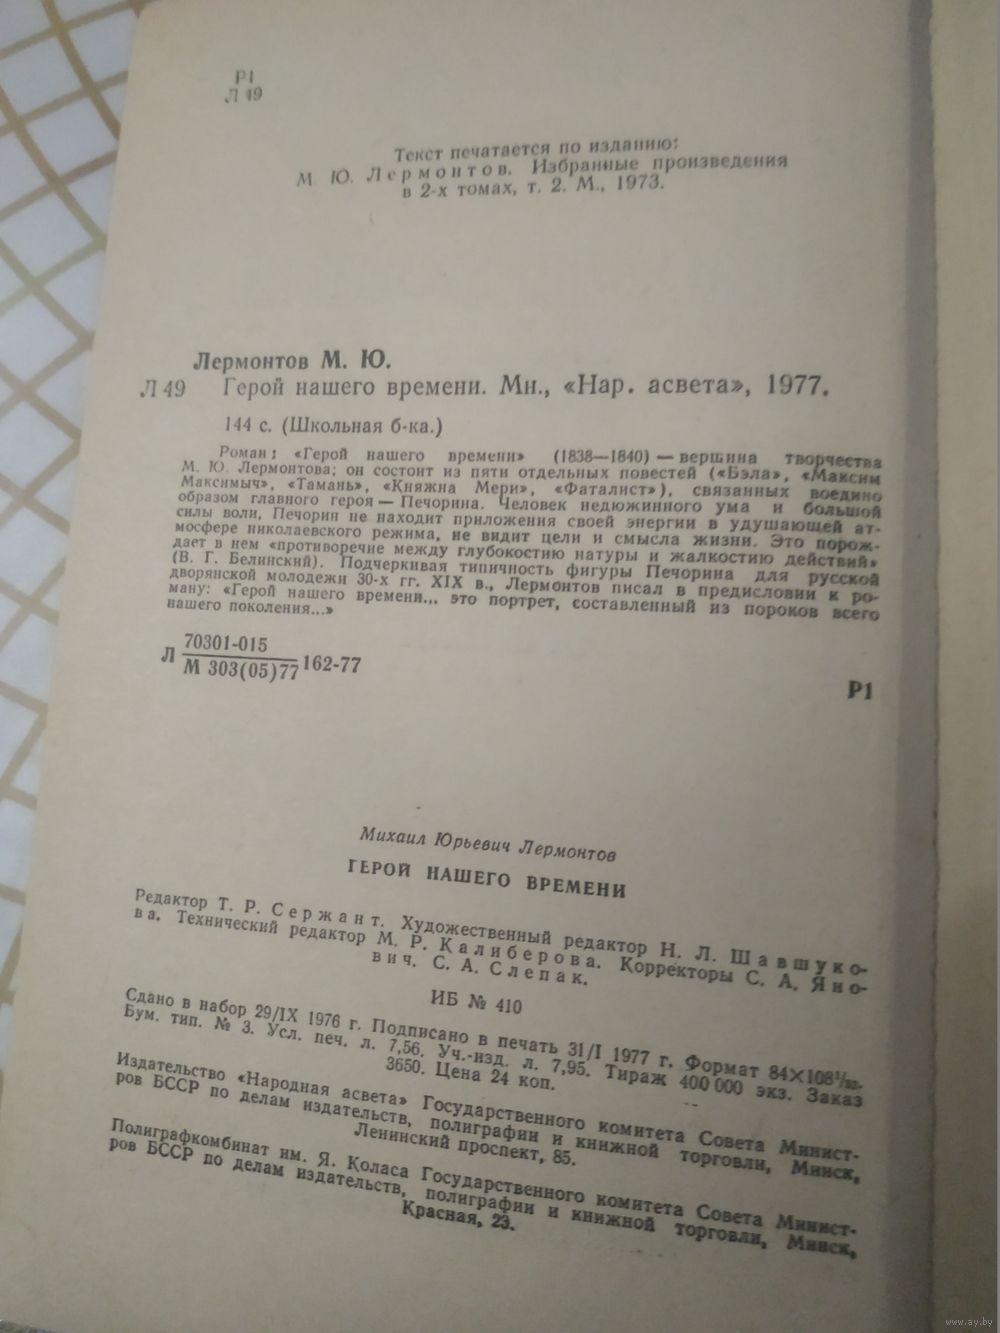 Р1
Л 49
Текст печатается по изданию:
М. Ю. Лермонтов. Избранные произведения
в 2-х томах, т. 2. М., 1973.
Лермонтов М. Ю.
Л 49 Герой нашего времени. Мн., «Нар. асвета», 1977.
144 с. (Школьная б-ка.)
Роман: «Герой нашего времени» (1838—1840) — вершина творчества
М. Ю. Лермонтова; он состоит из пяти отдельных повестей («Бэла», «Максим
Максимыч», «Тамань», «Княжна Мери», «Фаталист»), связанных воедино
образом главного героя — Печорина. Человек недюжинного ума и большой
силы воли, Печорин не находит приложения своей энергии в удушающей ат-
мосфере николаевского режима, не видит цели и смысла жизни. Это порож-
дает в нем «противоречие между глубокостию натуры и жалкостию действий»
(В. Г. Белинский). Подчеркивая типичность фигуры Печорина для русской
дворянской молодежи 30-х гг. XIX в., Лермонтов писал в предисловии к ро-
ману: «Герой нашего времени... это портрет, составленный из пороков всего
нашего поколения...»
70301-015
Л М 303(05)77 162-77
Р1
Михаил Юрьевич Лермонтов
ГЕРОЙ НАШЕГО ВРЕМЕНИ
Редактор Т. Р. Сержант. Художественный редактор Н. Л. Шавшуко-
ва. Технический редактор М. Р. Калиберова. Корректоры С. А. Яно-
вич. С. А. Слепак.
ИБ № 410
Сдано в набор 29/IX 1976 г. Подписано в печать 31/I 1977 г. Формат 84×108¹/₃₂.
Бум. тип. № 3. Усл. печ. л. 7,56. Уч.-изд. л. 7,95. Тираж 400 000 экз. Заказ
3650. Цена 24 коп.
Издательство «Народная асвета» Государственного комитета Совета Минист-
ров БССР по делам издательств, полиграфии и книжной торговли, Минск,
Ленинский проспект, 85.
Полиграфкомбинат им. Я. Коласа Государственного комитета Совета Минист-
ров БССР по делам издательств, полиграфии и книжной торговли, Минск,
Красная, 23.
www.ay.by